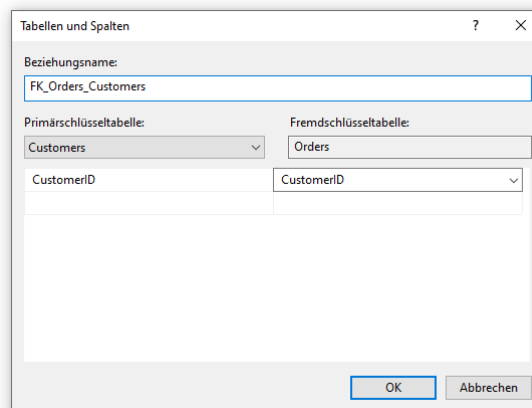 Tabellen und Spalten
Beziehungsname:
FK_Orders_Customers
Primärschlüsseltabelle: Fremdschlüsseltabelle:
Customers Orders
CustomerID CustomerID
OK Abbrechen